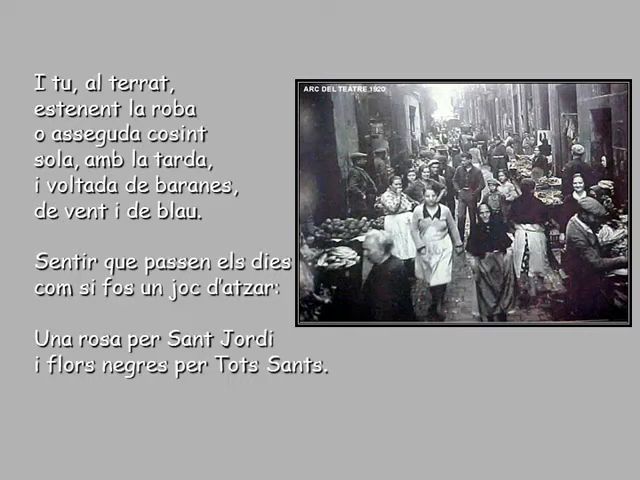 I tu, al terrat,
estenent la roba
o asseguda cosint
sola, amb la tarda,
i voltada de baranes,
de vent i de blau.
Sentir que passen els dies
com si fos un joc d'atzar:
Una rosa per Sant Jordi
i flors negres per Tots Sants.
ARC DEL TEATRE 1920